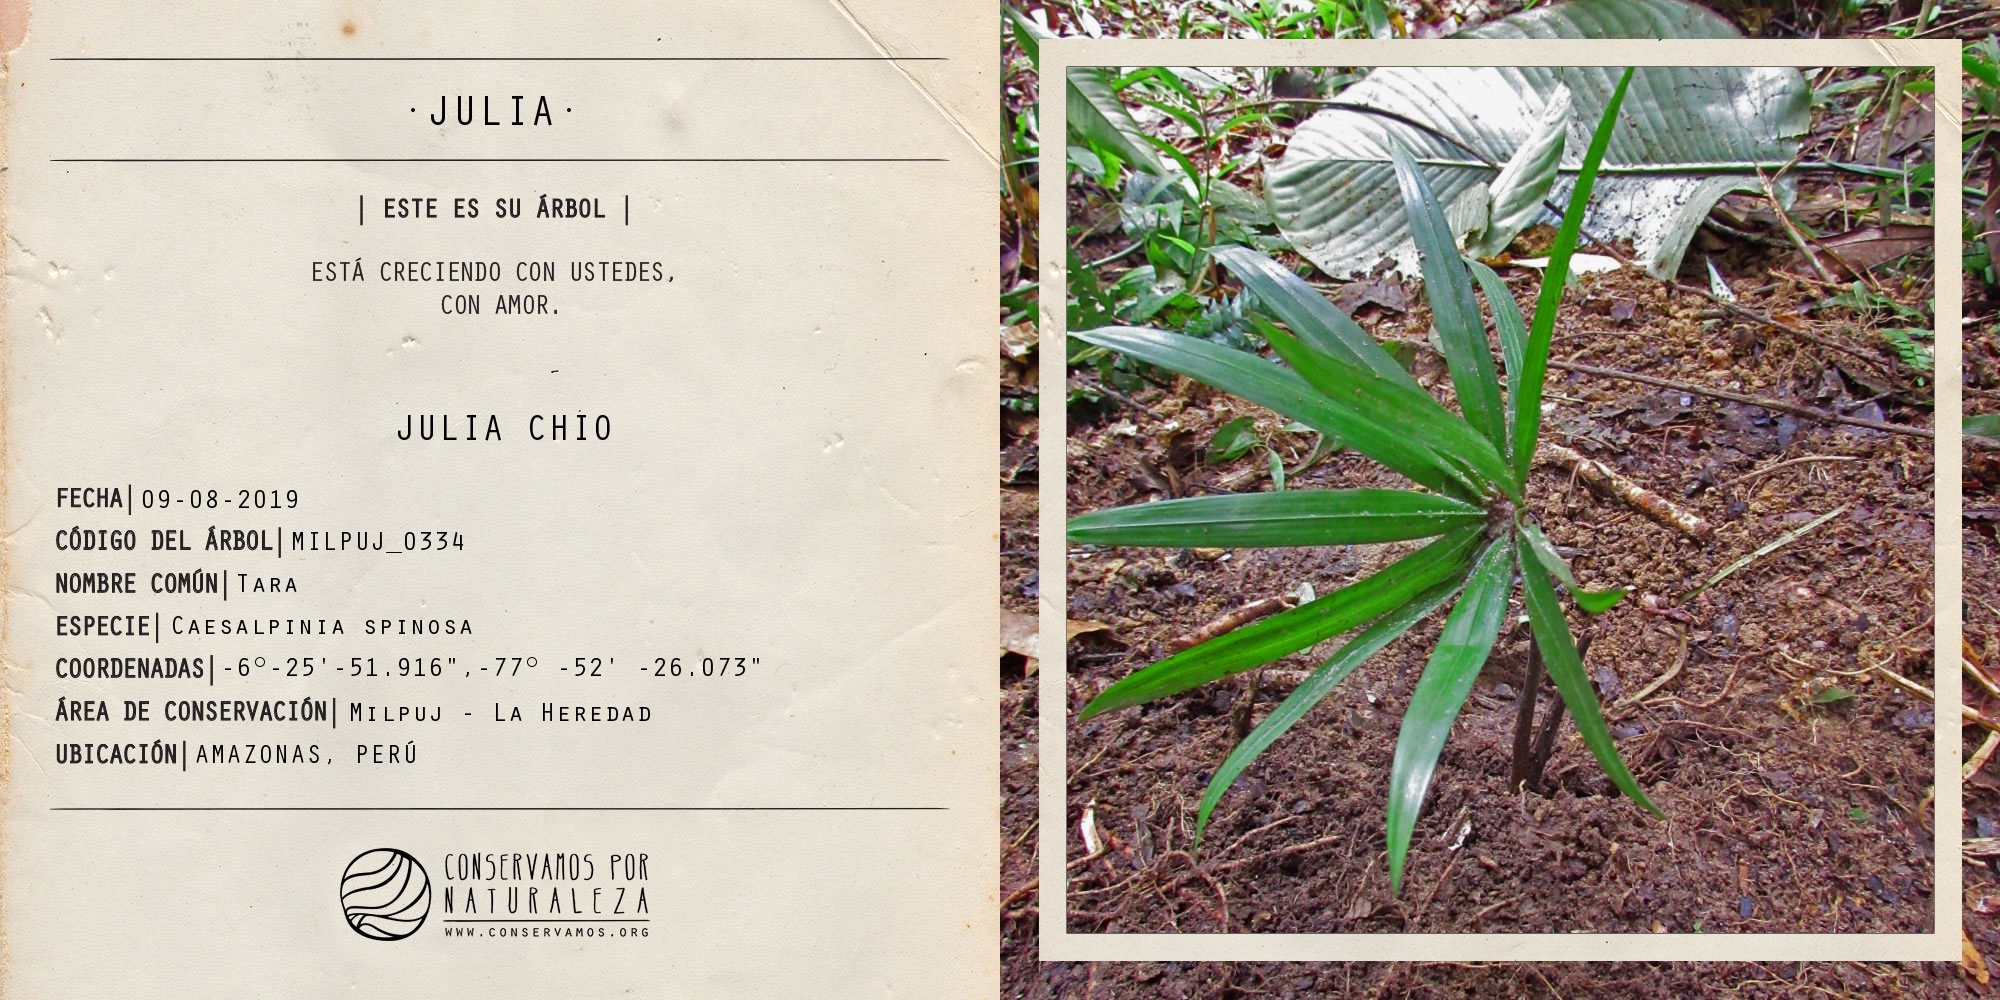 ·JULIA·
| ESTE ES SU ÁRBOL |
ESTÁ CRECIENDO CON USTEDES,
CON AMOR.
JULIA CHIO
FECHA| 09-08-2019
CÓDIGO DEL ÁRBOL| MILPUJ_0334
NOMBRE COMÚN| TARA
ESPECIE| CAESALPINIA SPINOSA
COORDENADAS| -6°-25'-51.916",-77° -52' -26.073"
ÁREA DE CONSERVACIÓN| MILPUJ - LA HEREDAD
UBICACIÓN| AMAZONAS, PERÚ
CONSERVAMOS POR
NATURALEZA
WWW.CONSERVAMOS.ORG